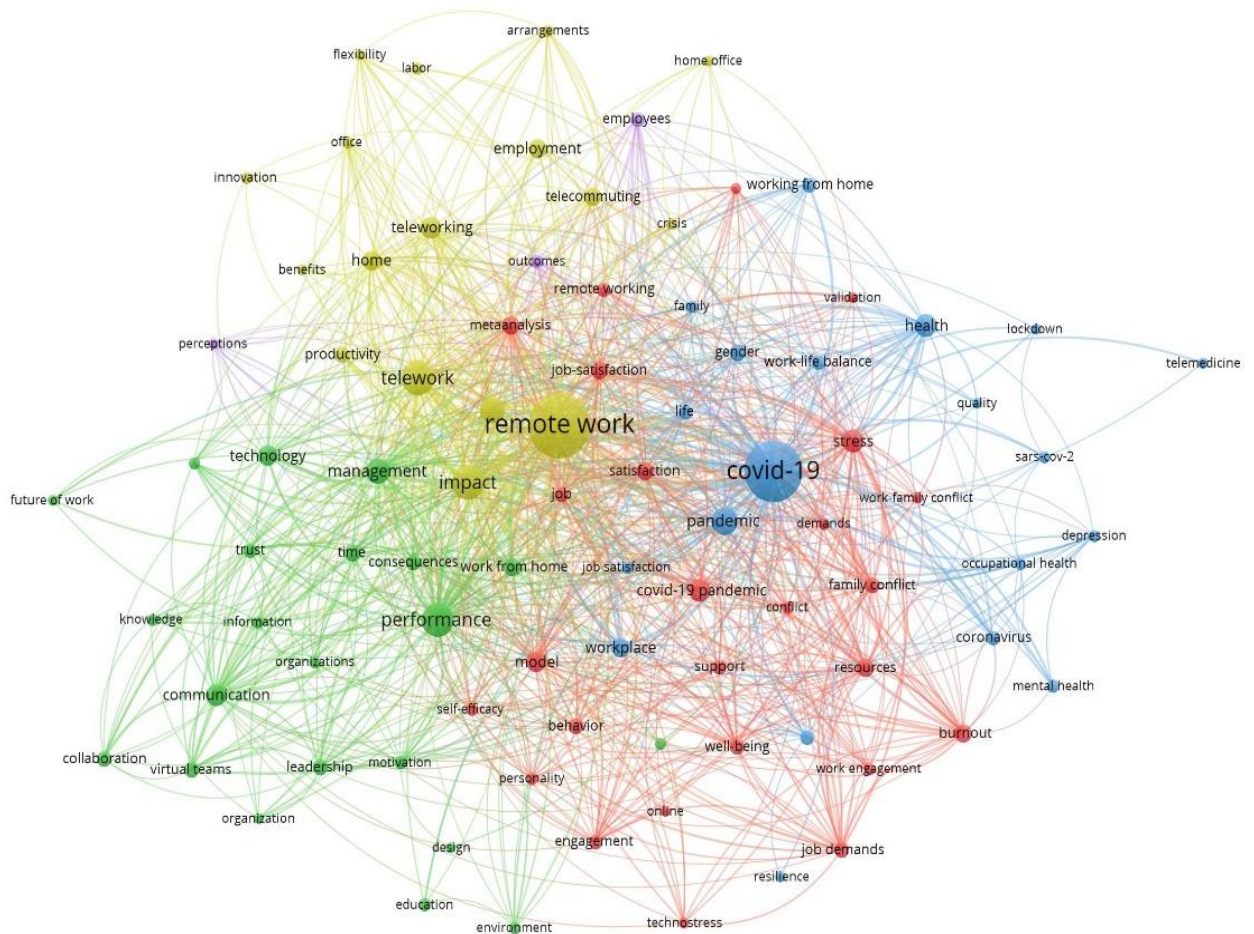 arrangements
flexibility
labor
home office
employees
office
employment
innovation
telecommuting
working from home
teleworking
crisis
benefits
home
outcomes
remote working
family
validation
metaanalysis
health
lockdown
perceptions
productivity
gender
work-life balance
telemedicine
telework
job-satisfaction
life
quality
remote work
stress
technology
management
impact
satisfaction
covid-19
sars-cov-2
future of work
job
work-family conflict
pandemic
demands
depression
trust
time
consequences
work from home
job satisfaction
occupational health
covid-19 pandemic
family conflict
knowledge
information
performance
conflict
coronavirus
organizations
model
workplace
support
resources
communication
mental health
self-efficacy
behavior
burnout
collaboration
virtual teams
leadership
motivation
well-being
personality
work engagement
organization
online
engagement
design
job demands
resilience
education
environment
technostress